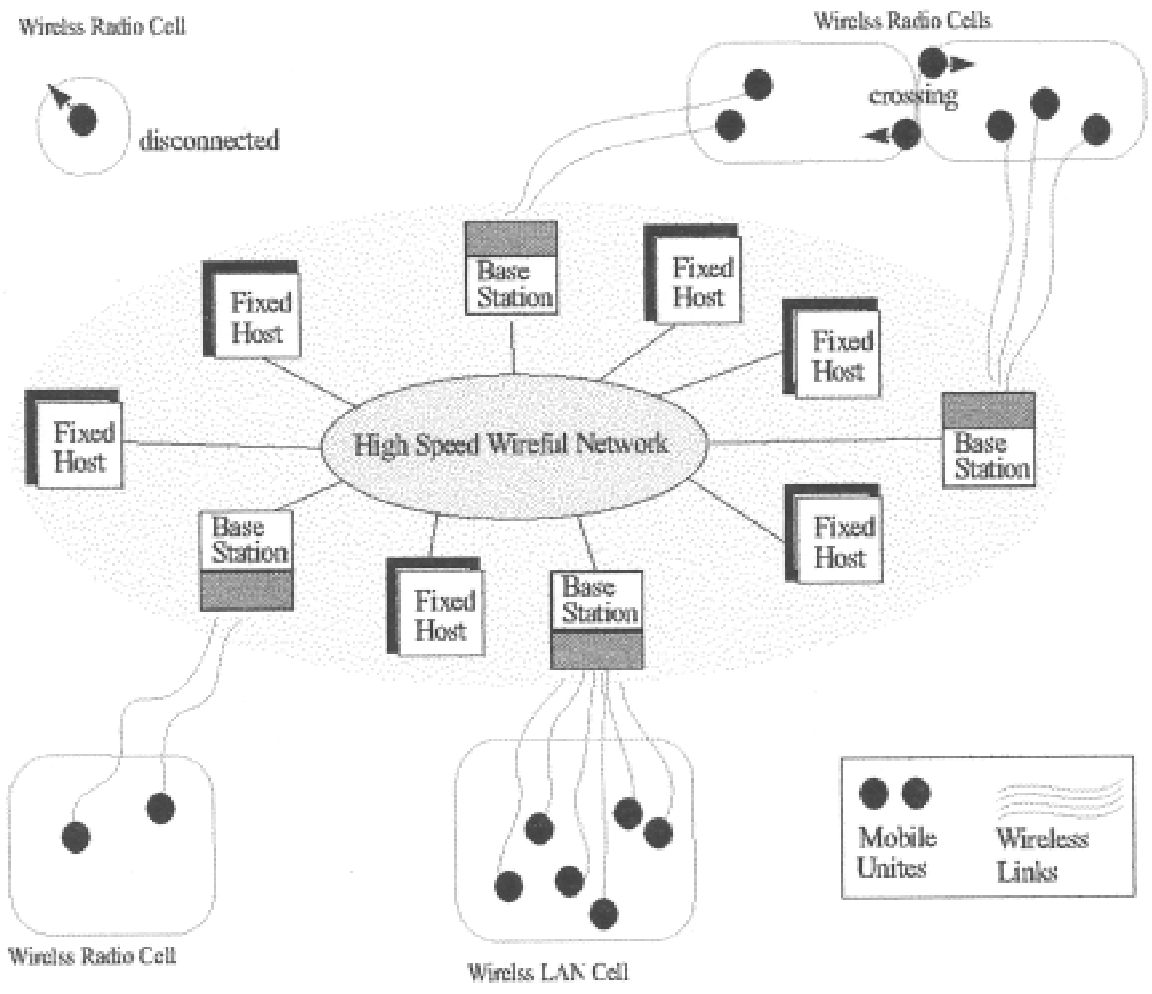 Wirelss Radio Cell
Wirelss Radio Cells
crossing
disconnected
Base
Station
Fixed
Host
Fixed
Host
Fixed
Host
Fixed
Host
High Speed Wireful Network
Base
Station
Base
Station
Fixed
Host
Fixed
Host
Base
Station
Mobile
Unites
Wireless
Links
Wirelss Radio Cell
Wirelss LAN Cell